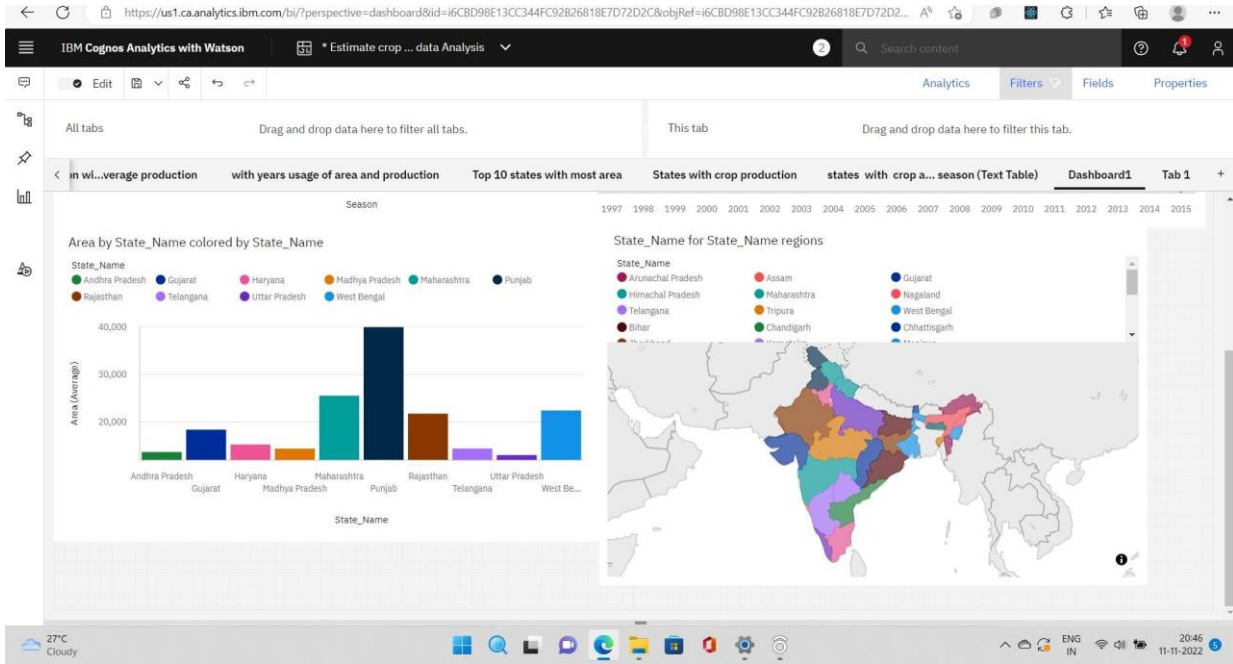 https://us1.ca.analytics.ibm.com/bi/?perspective=dashboard&id=i6CBD98E13CC344FC92B26818E7D72D2C&objRef=i6CBD98E13CC344FC92B26818E7D72D2...
IBM Cognos Analytics with Watson
* Estimate crop ... data Analysis
2
Search content
1
Edit
Analytics
Filters
Fields
Properties
All tabs
Drag and drop data here to filter all tabs.
This tab
Drag and drop data here to filter this tab.
on wi...verage production
with years usage of area and production
Top 10 states with most area
States with crop production
states with crop a... season (Text Table)
Dashboard1
Tab 1
+
Season
1997 1998 1999 2000 2001 2002 2003 2004 2005 2006 2007 2008 2009 2010 2011 2012 2013 2014 2015
Area by State_Name colored by State_Name
State_Name
Andhra Pradesh Gujarat Haryana Madhya Pradesh Maharashtra Punjab
Rajasthan Telangana Uttar Pradesh West Bengal
40,000
30,000
20,000
Area (Average)
Andhra Pradesh Haryana Maharashtra Rajasthan Uttar Pradesh
Gujarat Madhya Pradesh Punjab Telangana West Be...
State_Name
State_Name for State_Name regions
State_Name
Arunachal Pradesh Assam Gujarat
Himachal Pradesh Maharashtra Nagaland
Telangana Tripura West Bengal
Bihar Chandigarh Chhattisgarh
27°C
Cloudy
ENG
IN
20:46
11-11-2022
5